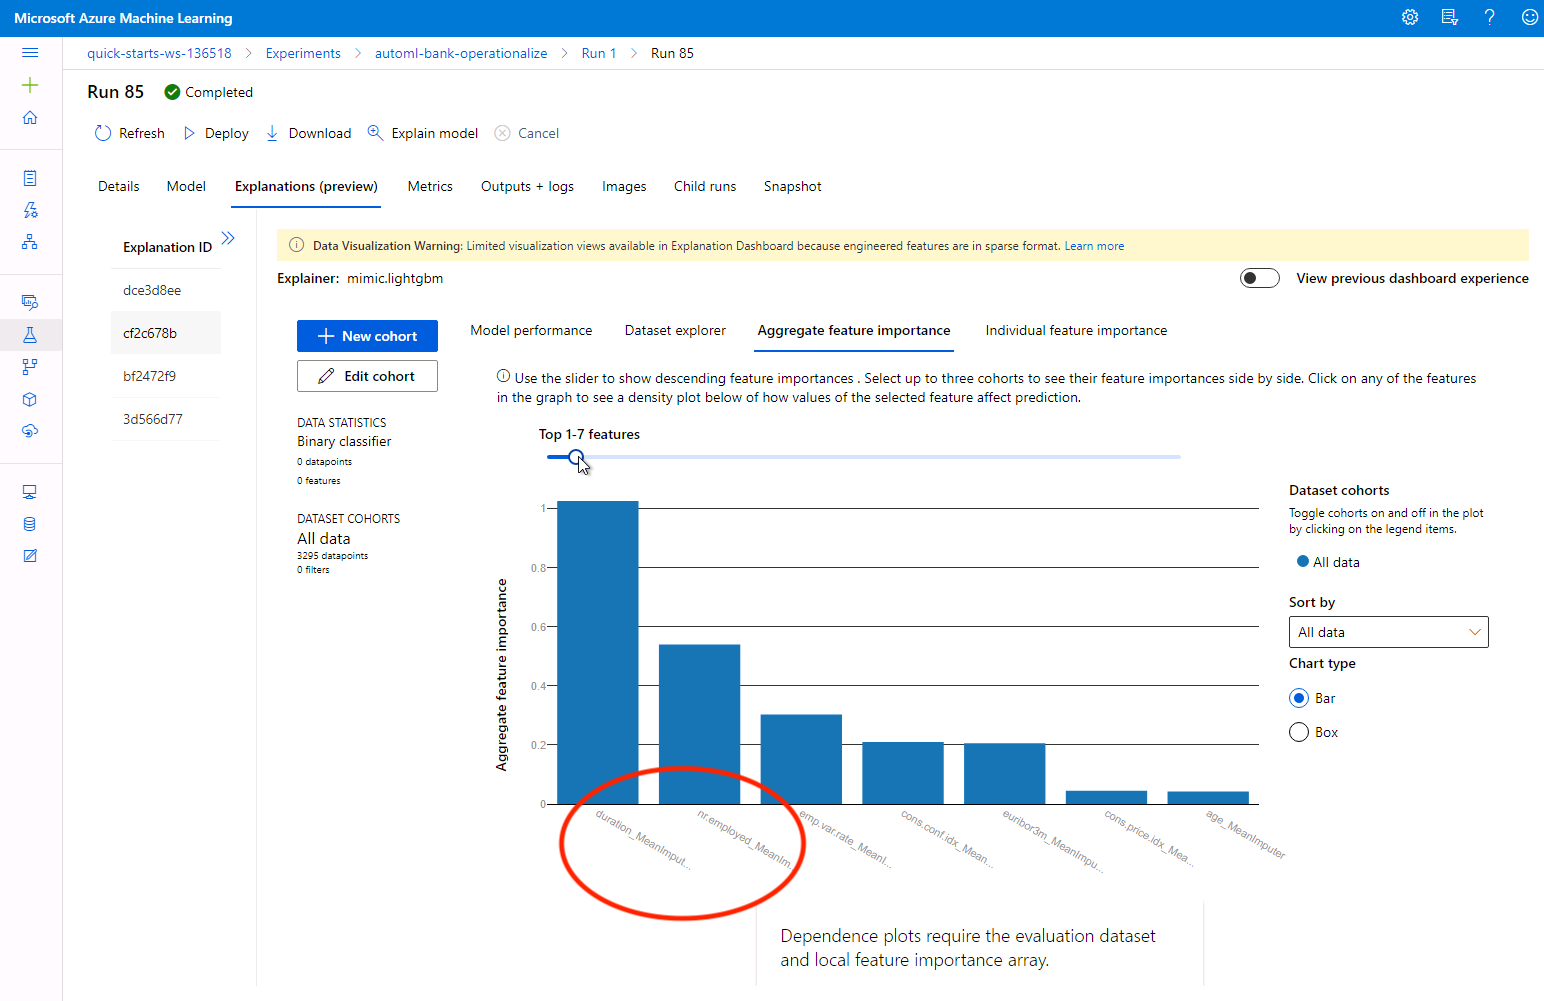 Microsoft Azure Machine Learning
quick-starts-ws-136518 > Experiments > automl-bank-operationalize > Run 1 > Run 85
Run 85 Completed
Refresh Deploy Download Explain model Cancel
Details Model Explanations (preview) Metrics Outputs + logs Images Child runs Snapshot
Explanation ID
dce3d8ee
cf2c678b
bf2472f9
3d566d77
Data Visualization Warning: Limited visualization views available in Explanation Dashboard because engineered features are in sparse format. Learn more
Explainer: mimic.lightgbm
View previous dashboard experience
New cohort
Edit cohort
DATA STATISTICS
Binary classifier
0 datapoints
0 features
DATASET COHORTS
All data
3295 datapoints
0 filters
Model performance Dataset explorer Aggregate feature importance Individual feature importance
Use the slider to show descending feature importances . Select up to three cohorts to see their feature importances side by side. Click on any of the features
in the graph to see a density plot below of how values of the selected feature affect prediction.
Top 1-7 features
Aggregate feature importance
1
0.8
0.6
0.4
0.2
0
duration_MeanImput...
nr.employed_MeanIm...
emp.var.rate_MeanI...
cons.conf.idx_Mean...
euribor3m_MeanImpu...
cons.price.idx_Mea...
age_MeanImputer
Dataset cohorts
Toggle cohorts on and off in the plot
by clicking on the legend items.
All data
Sort by
All data
Chart type
Bar
Box
Dependence plots require the evaluation dataset
and local feature importance array.